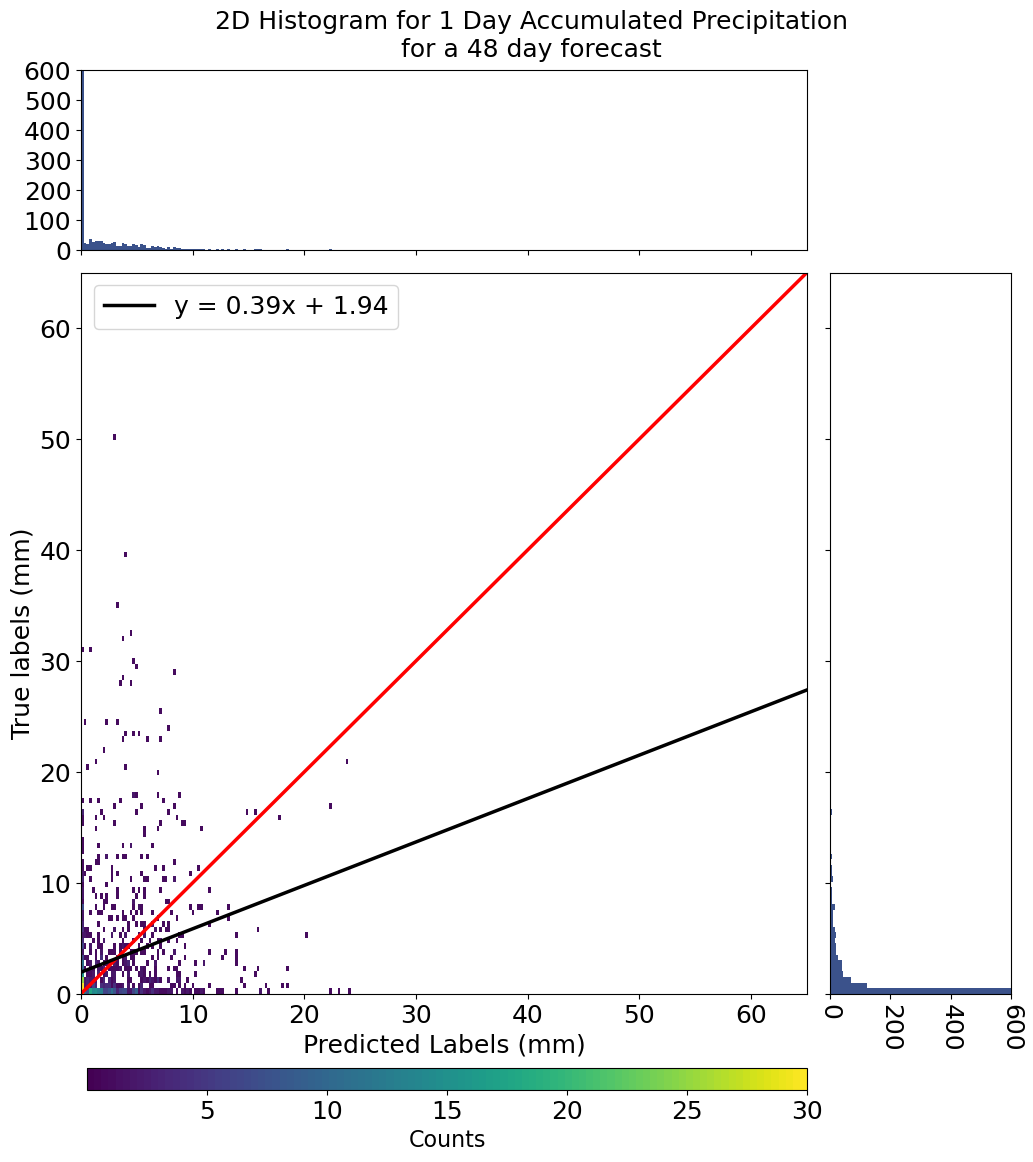 2D Histogram for 1 Day Accumulated Precipitation
for a 48 day forecast
600
500
400
300
200
100
0
y = 0.39x + 1.94
60
50
40
30
20
10
0
True labels (mm)
0 10 20 30 40 50 60
Predicted Labels (mm)
0 200 400 600
5 10 15 20 25 30
Counts